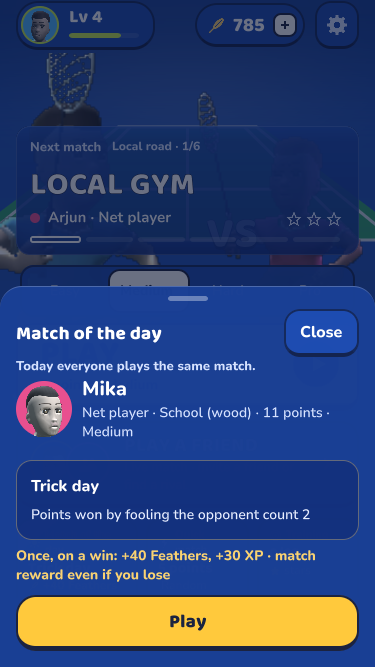 Lv 4
785 +
Next match Local road · 1/6
LOCAL GYM
Arjun · Net player
VS
Match of the day
Close
Today everyone plays the same match.
Mika
Net player · School (wood) · 11 points ·
Medium
Trick day
Points won by fooling the opponent count 2
Once, on a win: +40 Feathers, +30 XP · match
reward even if you lose
Play